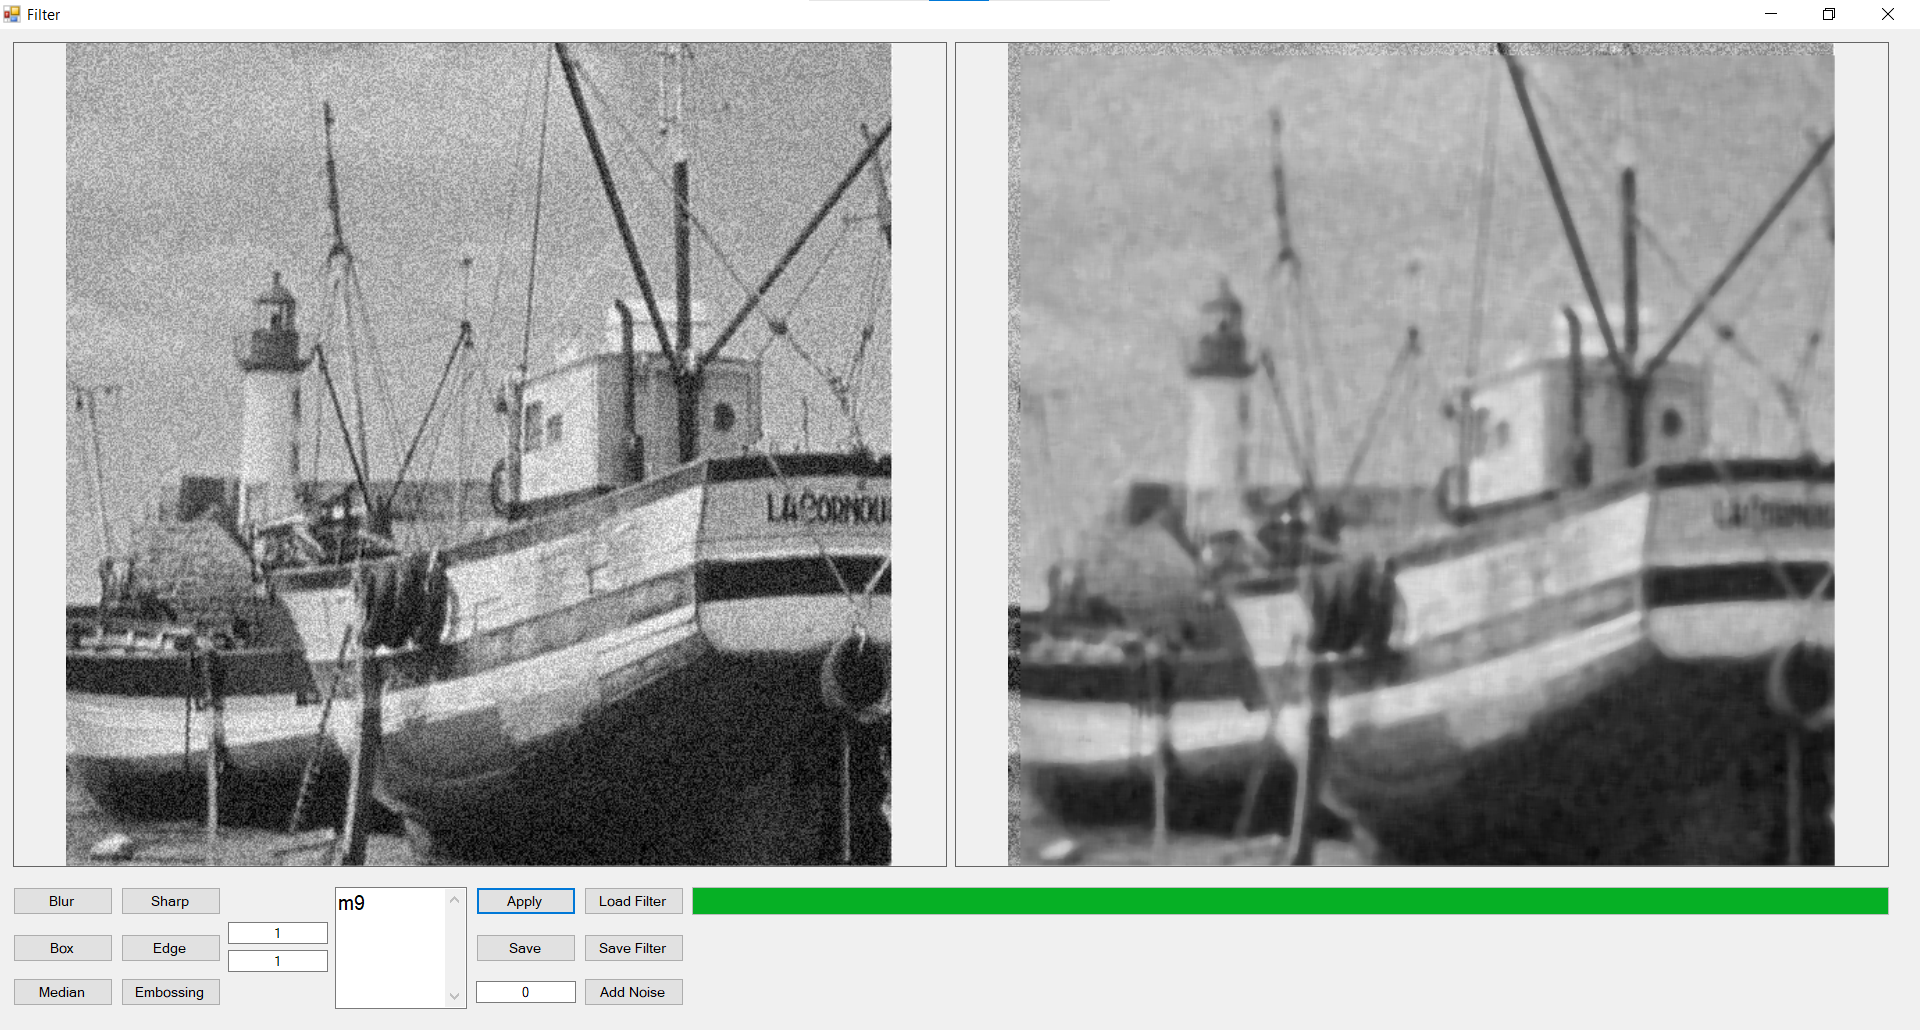 Filter
LACORNOU
Blur
Sharp
m9
Apply
Load Filter
1
Box
Edge
Save
Save Filter
1
Median
Embossing
0
Add Noise